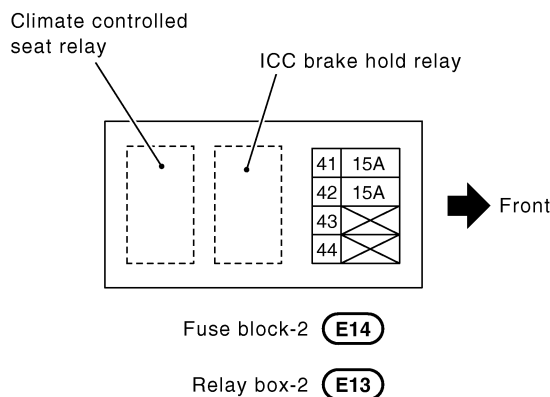 Climate controlled
seat relay
ICC brake hold relay
41 15A
42 15A
43
44
Front
Fuse block-2 E14
Relay box-2 E13